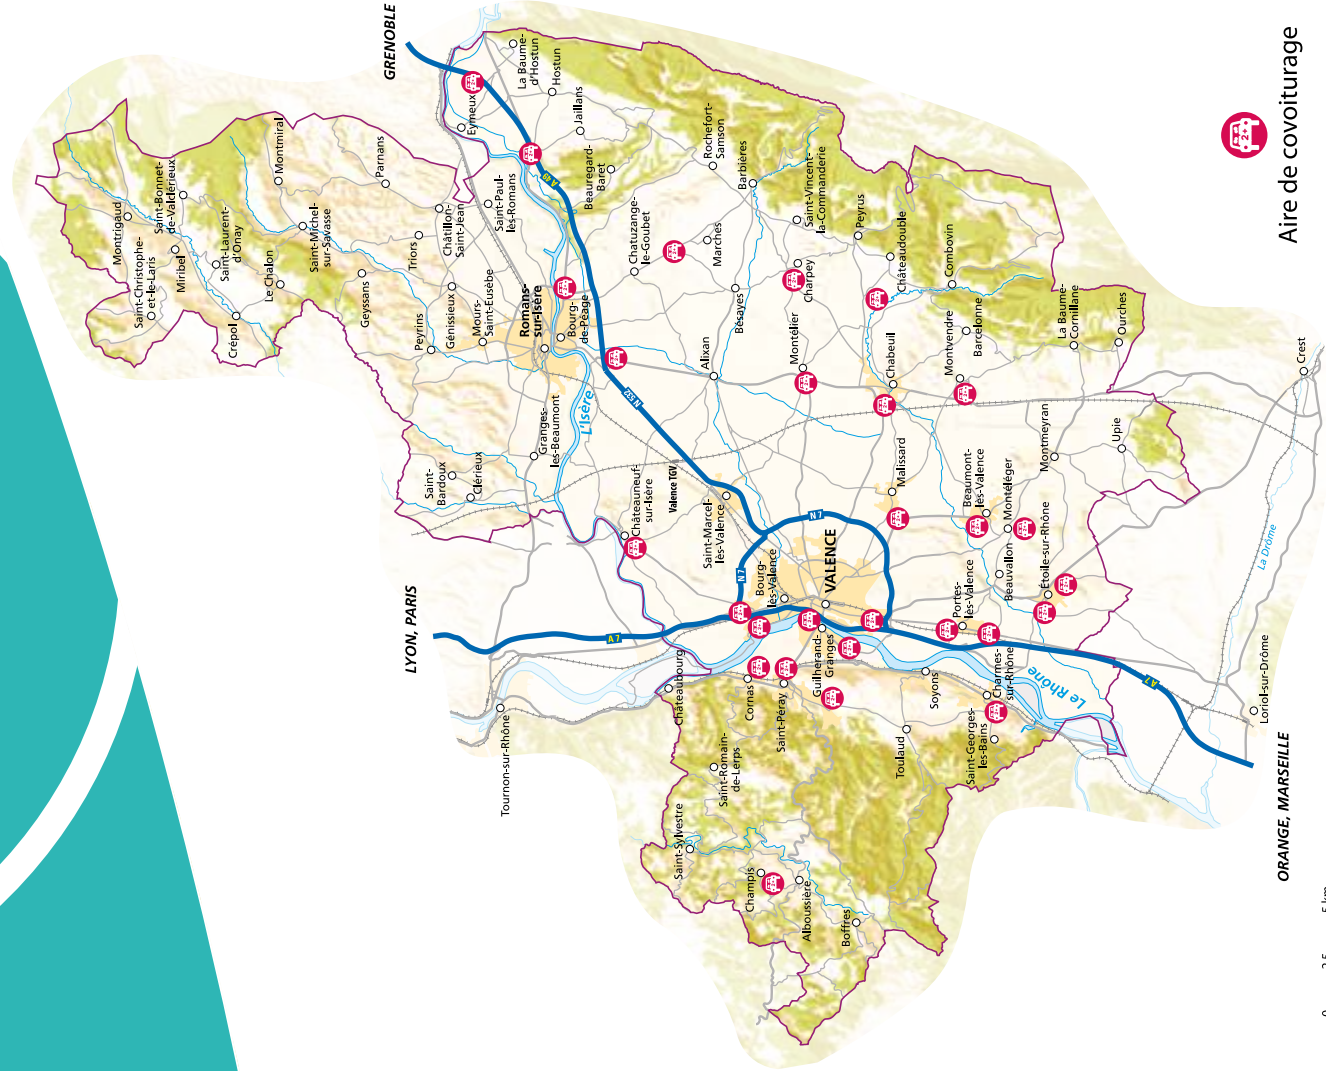 GRENOBLE
LYON, PARIS
ORANGE, MARSEILLE
Aire de covoiturage
2+
Montrigaud
Saint-Bonnet-
de-Valclérieux
Saint-Christophe-
et-le-Laris
Miribel
Saint-Laurent-
d'Onay
Montmiral
Le Chalon
Saint-Michel-
sur-Savasse
Crépol
Parnans
Geyssans
Triors
Châtillon-
Saint-Jean
Saint-Paul-
lès-Romans
Peyrins
Génissieux
Mours-
Saint-Eusèbe
Romans-
sur-Isère
Bourg-
de-Péage
Granges-
les-Beaumont
L'Isère
Saint-
Bardoux
Clérieux
Châteauneuf-
sur-Isère
Valence TGV
Eymeux
La Baume-
d'Hostun
Hostun
Jaillans
A 49
Beauregard-
Baret
Rochefort-
Samson
Chatuzange-
le-Goubet
Marches
Barbières
Saint-Vincent-
la-Commanderie
Bésayes
Charpey
Peyrus
Châteaudouble
Combovin
Alixan
Montélier
Chabeuil
Montvendre
Barcelonne
La Baume-
Cornillane
Ourches
N 532
Crest
Upie
Montmeyran
Malissard
Beaumont-
lès-Valence
Montéléger
Saint-Marcel-
lès-Valence
N 7
N 7
Bourg-
lès-Valence
VALENCE
Portes-
lès-Valence
Beauvallon
Etoile-sur-Rhône
A 7
Tournon-sur-Rhône
Châteaubourg
Cornas
Saint-Péray
Guilherand-
Granges
Soyons
Charmes-
sur-Rhône
Le Rhône
A 7
La Drôme
Loriol-sur-Drôme
Saint-Georges-
les-Bains
Toulaud
Saint-Romain-
de-Lerps
Saint-Sylvestre
Champis
Alboussière
Boffres